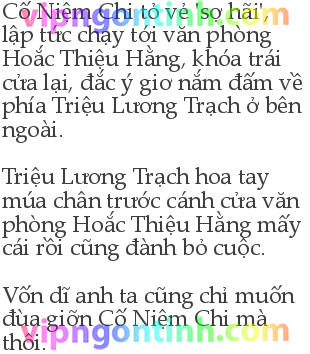 Cố Niệm Chi tỏ vẻ 'sợ hãi',
lập tức chạy tới văn phòng
Hoắc Thiệu Hằng, khóa trái
cửa lại, đắc ý giơ nắm đấm về
phía Triệu Lương Trạch ở bên
ngoài.
Triệu Lương Trạch hoa tay
múa chân trước cánh cửa văn
phòng Hoắc Thiệu Hằng mấy
cái rồi cũng đành bỏ cuộc.
Vốn dĩ anh ta cũng chỉ muốn
đùa giỡn Cố Niệm Chi mà
thôi.
vipngontinh.com
vipngontinh.com